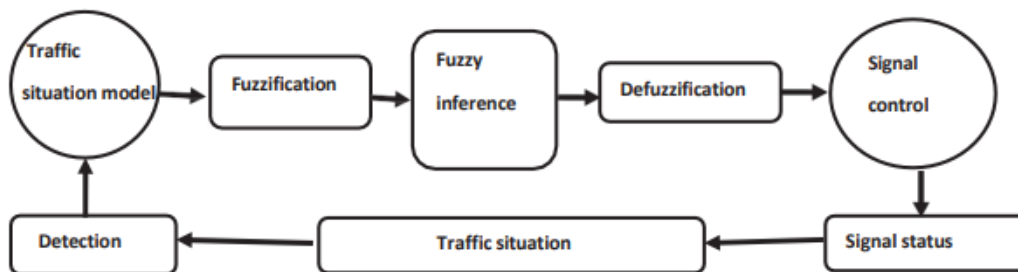 Traffic
situation model
Fuzzification
Fuzzy
inference
Defuzzification
Signal
control
Detection
Traffic situation
Signal status